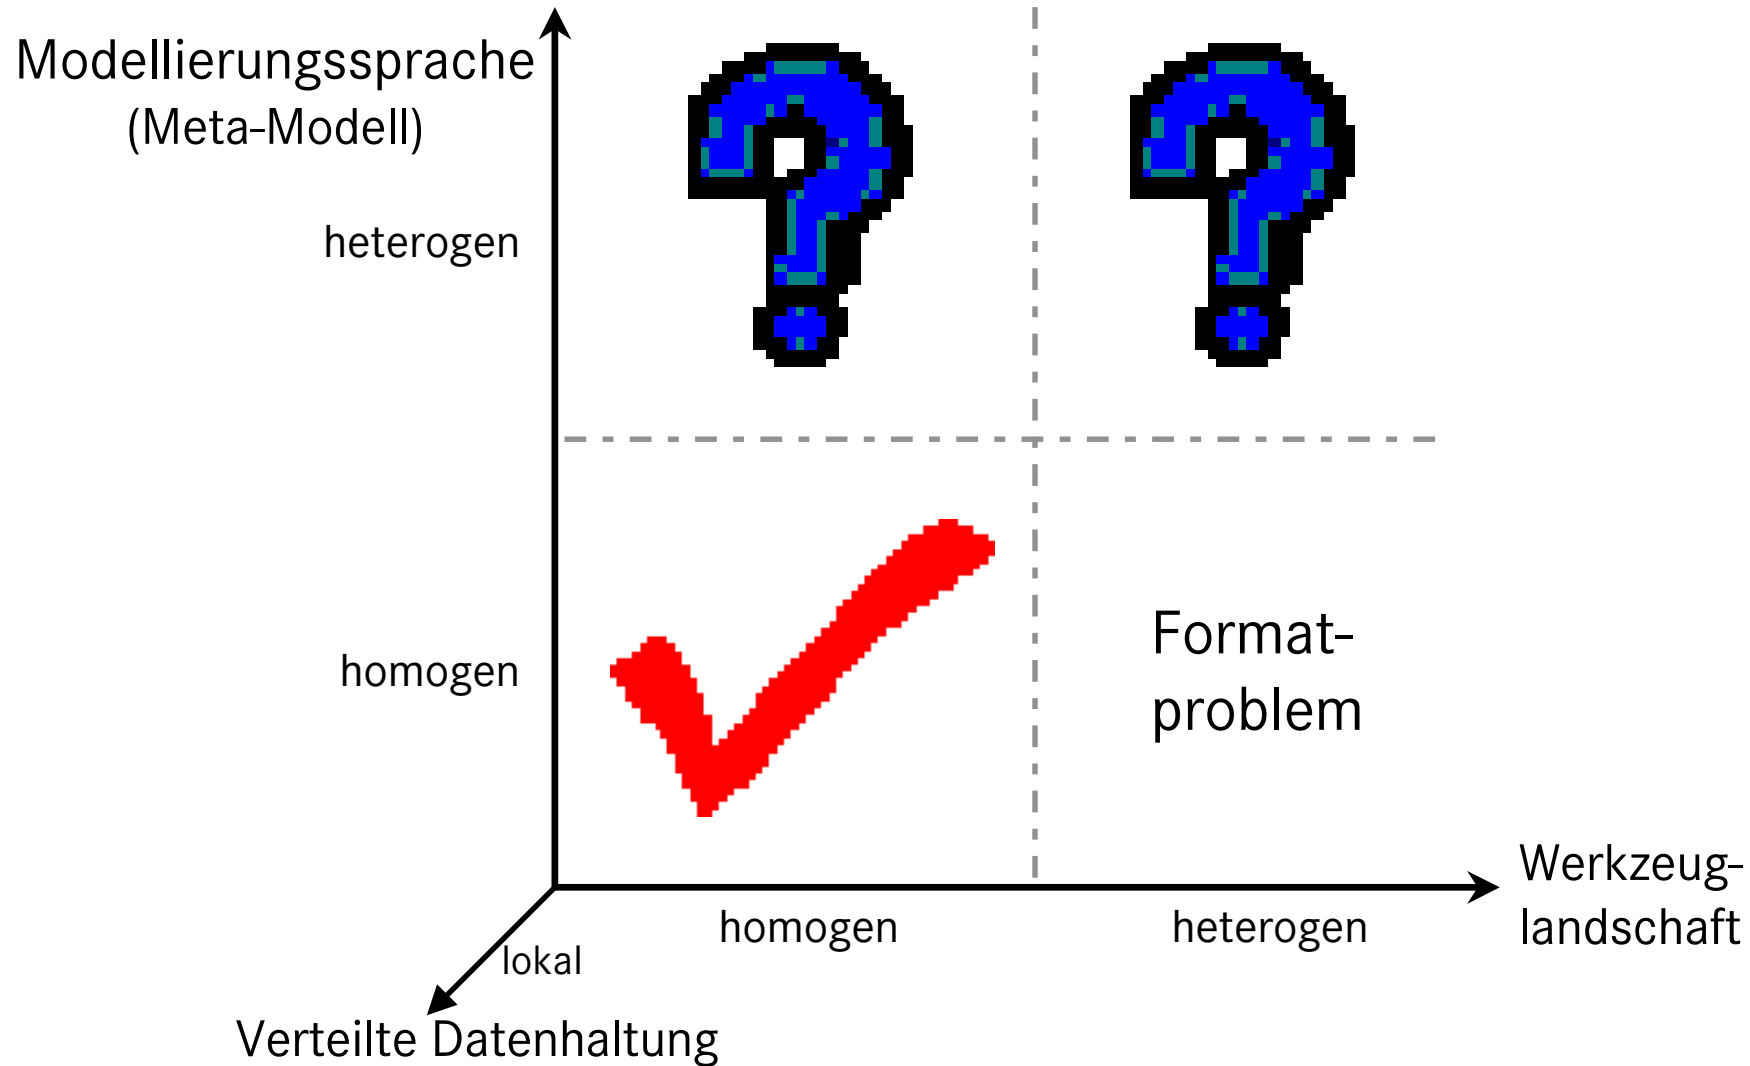 Modellierungssprache
(Meta-Modell)
heterogen
homogen
Format-
problem
Werkzeug-
landschaft
homogen
heterogen
lokal
Verteilte Datenhaltung